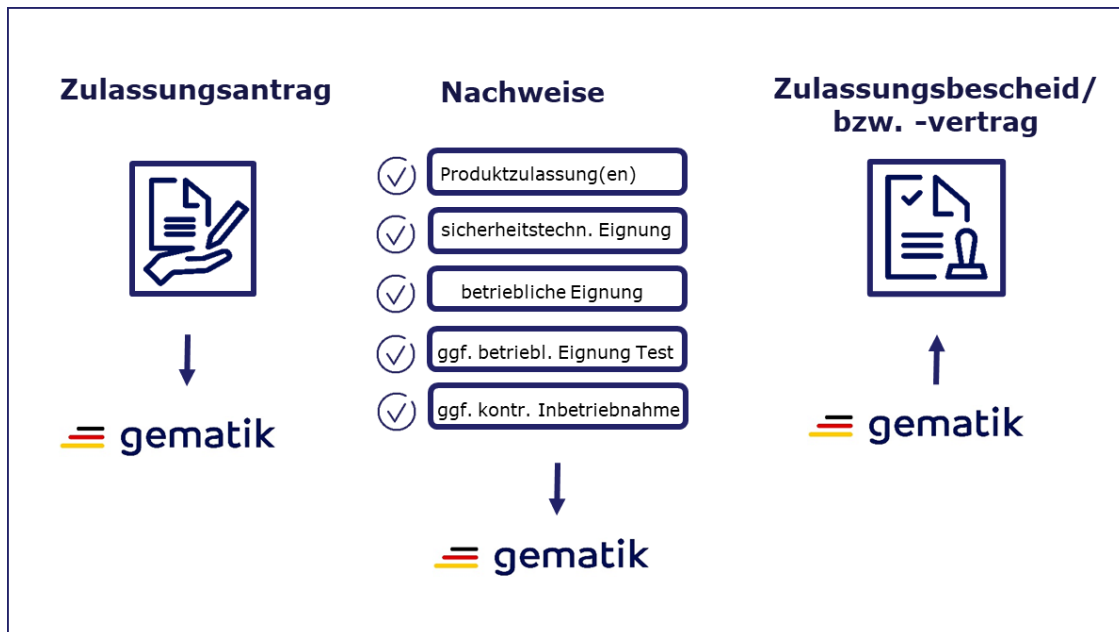 Zulassungsantrag
gematik
Nachweise
Produktzulassung(en)
sicherheitstechn. Eignung
betriebliche Eignung
ggf. betriebl. Eignung Test
ggf. kontr. Inbetriebnahme
gematik
Zulassungsbescheid/
bzw. -vertrag
gematik